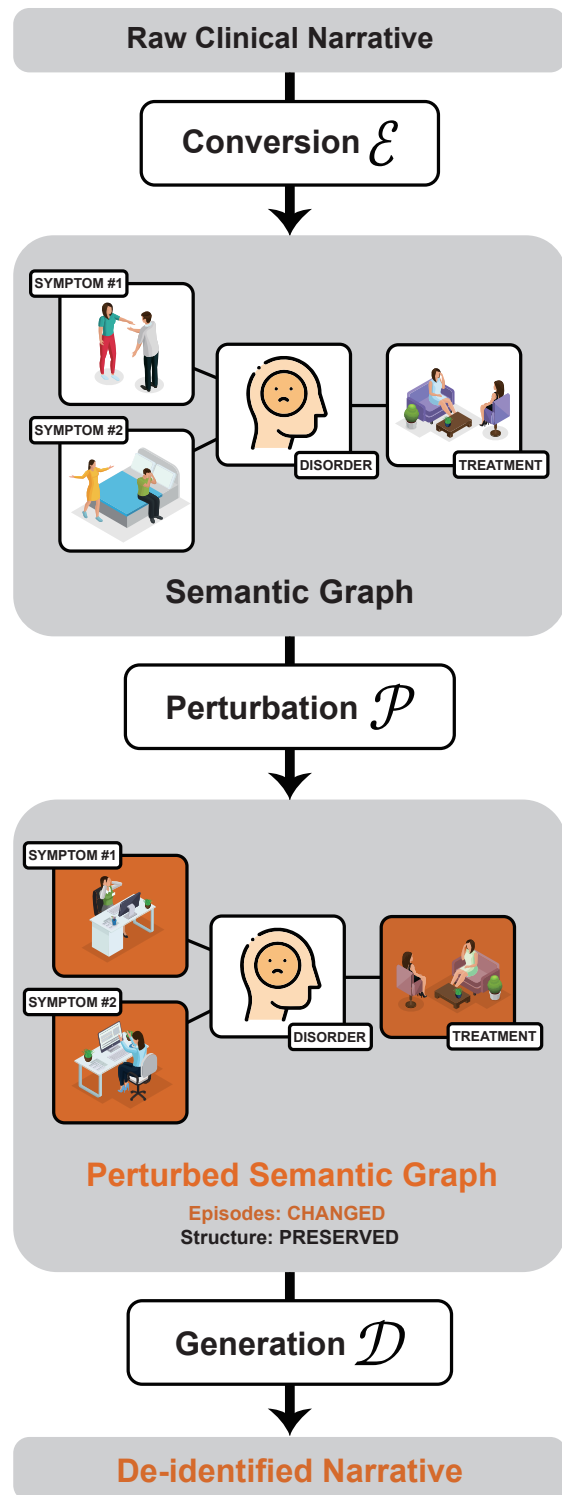 Raw Clinical Narrative
Conversion ℰ
SYMPTOM #1
SYMPTOM #2
DISORDER
TREATMENT
Semantic Graph
Perturbation 𝒫
SYMPTOM #1
SYMPTOM #2
DISORDER
TREATMENT
Perturbed Semantic Graph
Episodes: CHANGED
Structure: PRESERVED
Generation 𝒟
De-identified Narrative